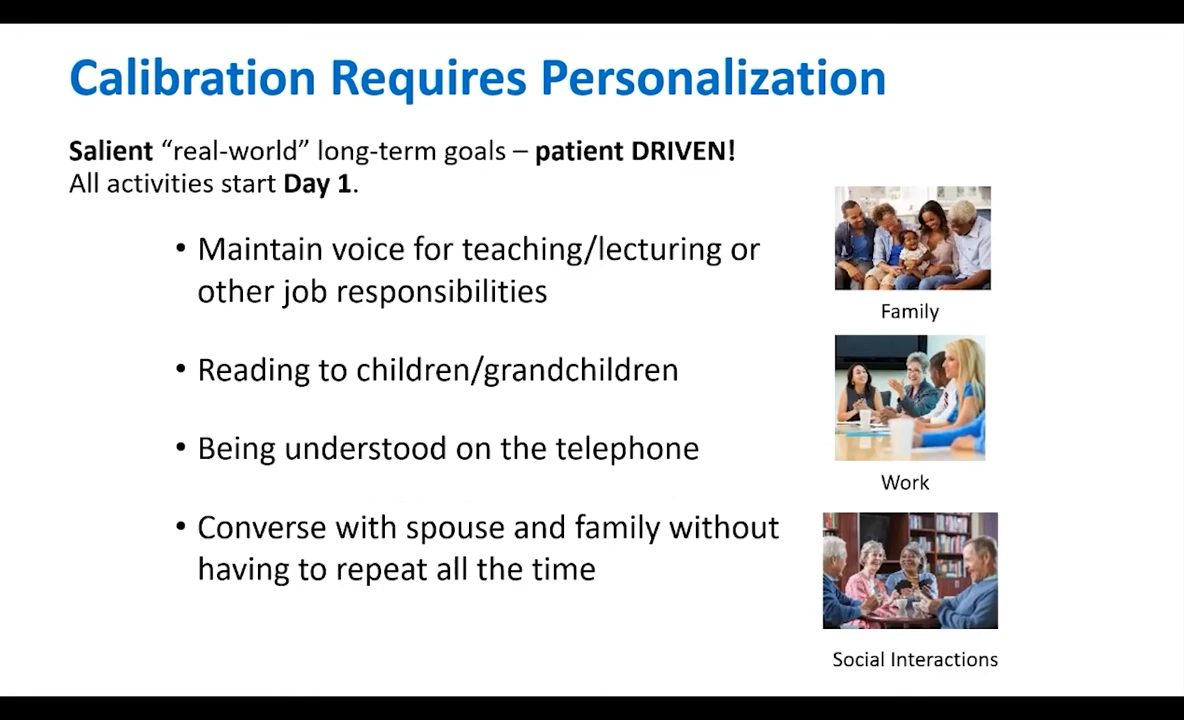 Calibration Requires Personalization
Salient “real-world” long-term goals – patient DRIVEN!
All activities start Day 1.
• Maintain voice for teaching/lecturing or
other job responsibilities
• Reading to children/grandchildren
• Being understood on the telephone
• Converse with spouse and family without
having to repeat all the time
Family
Work
Social Interactions